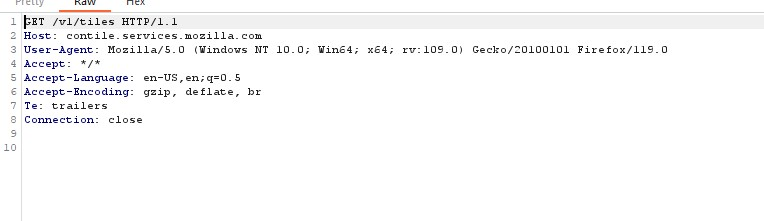 Pretty Raw Hex
1 GET /v1/tiles HTTP/1.1
2 Host: contile.services.mozilla.com
3 User-Agent: Mozilla/5.0 (Windows NT 10.0; Win64; x64; rv:109.0) Gecko/20100101 Firefox/119.0
4 Accept: */*
5 Accept-Language: en-US,en;q=0.5
6 Accept-Encoding: gzip, deflate, br
7 Te: trailers
8 Connection: close
9
10